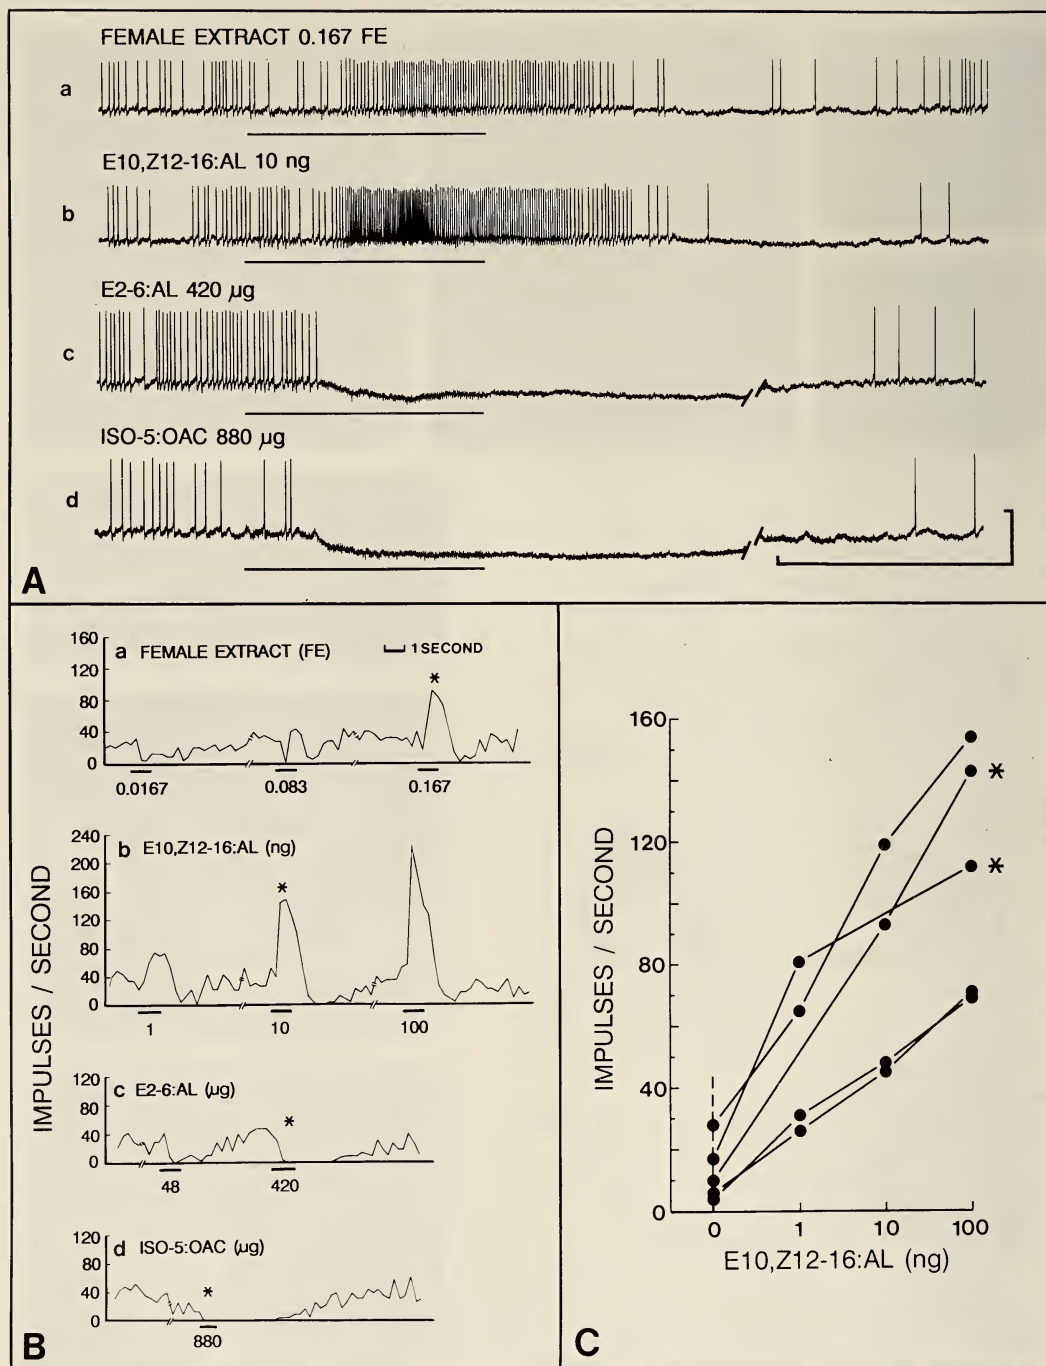 FEMALE EXTRACT 0.167 FE
a
E10,Z12-16:AL 10 ng
b
E2-6:AL 420 µg
c
ISO-5:OAC 880 µg
d
A
IMPULSES / SECOND
160
120
80
40
0
a FEMALE EXTRACT (FE)
1 SECOND
*
0.0167
0.083
0.167
240
200
160
120
80
40
0
b E10,Z12-16:AL (ng)
*
1
10
100
120
80
40
0
c E2-6:AL (µg)
*
48
420
120
80
40
0
d ISO-5:OAC (µg)
*
880
B
IMPULSES / SECOND
160
120
80
40
0
*
*
0
1
10
100
E10,Z12-16:AL (ng)
C